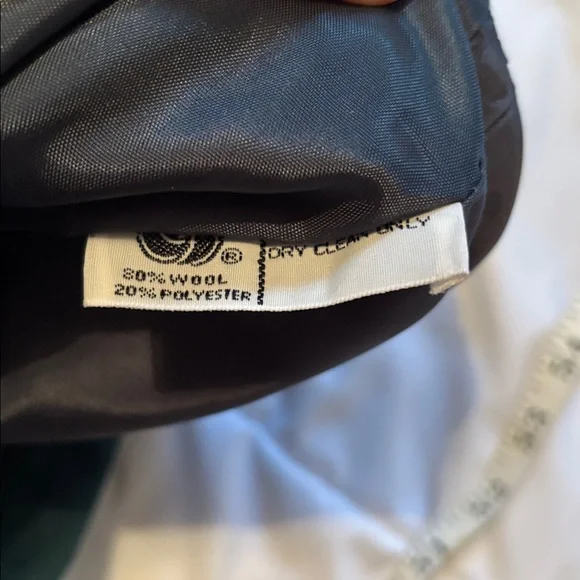 ®
80% WOOL
20% POLYESTER
DRY CLEAN ONLY